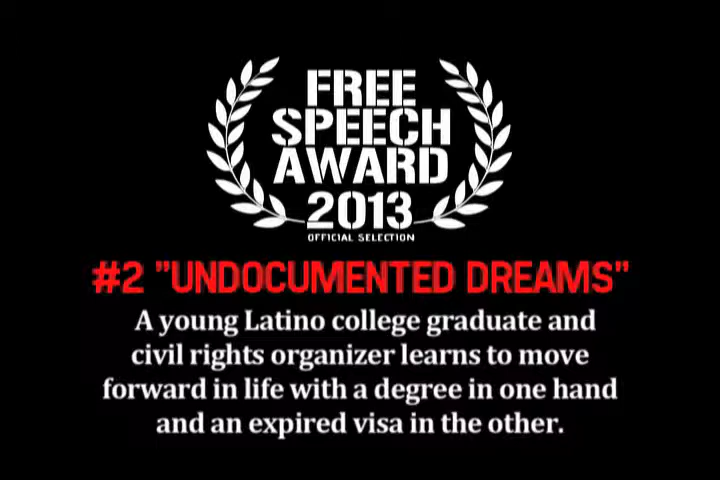 FREE
SPEECH
AWARD
2013
OFFICIAL SELECTION
#2 "UNDOCUMENTED DREAMS"
A young Latino college graduate and
civil rights organizer learns to move
forward in life with a degree in one hand
and an expired visa in the other.